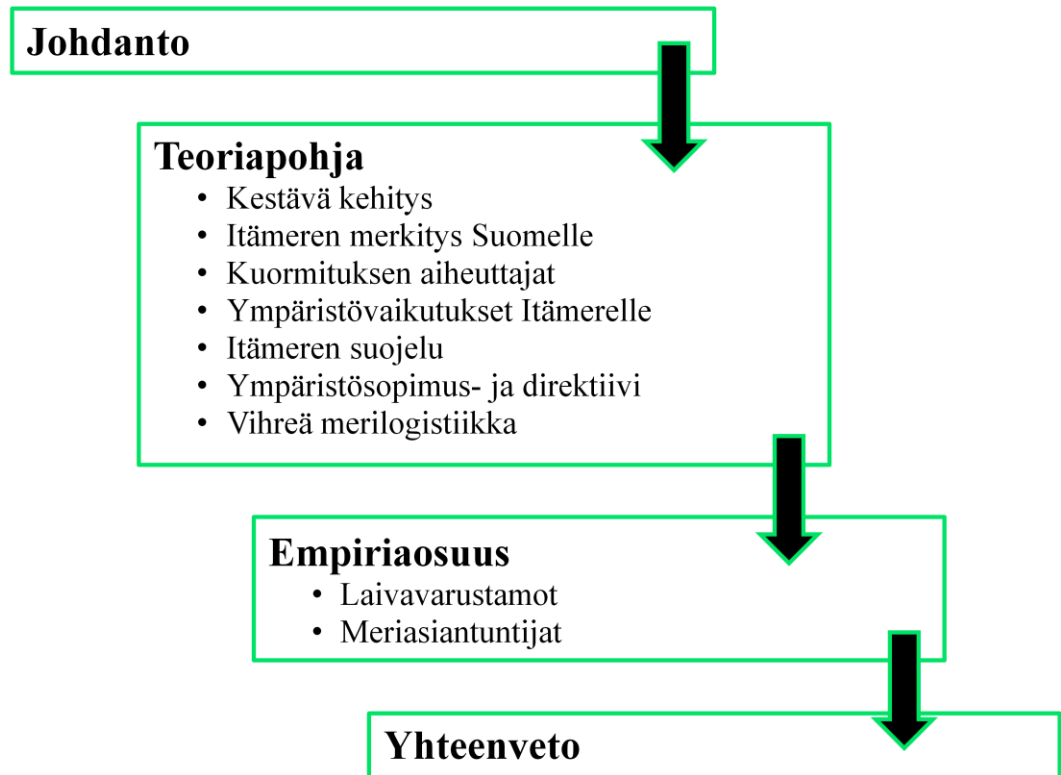 Johdanto
Teoriapohja
• Kestävä kehitys
• Itämeren merkitys Suomelle
• Kuormituksen aiheuttajat
• Ympäristövaikutukset Itämerelle
• Itämeren suojelu
• Ympäristösopimus- ja direktiivi
• Vihreä merilogistiikka
Empiriaosuus
• Laivavarustamot
• Meriasiantuntijat
Yhteenveto